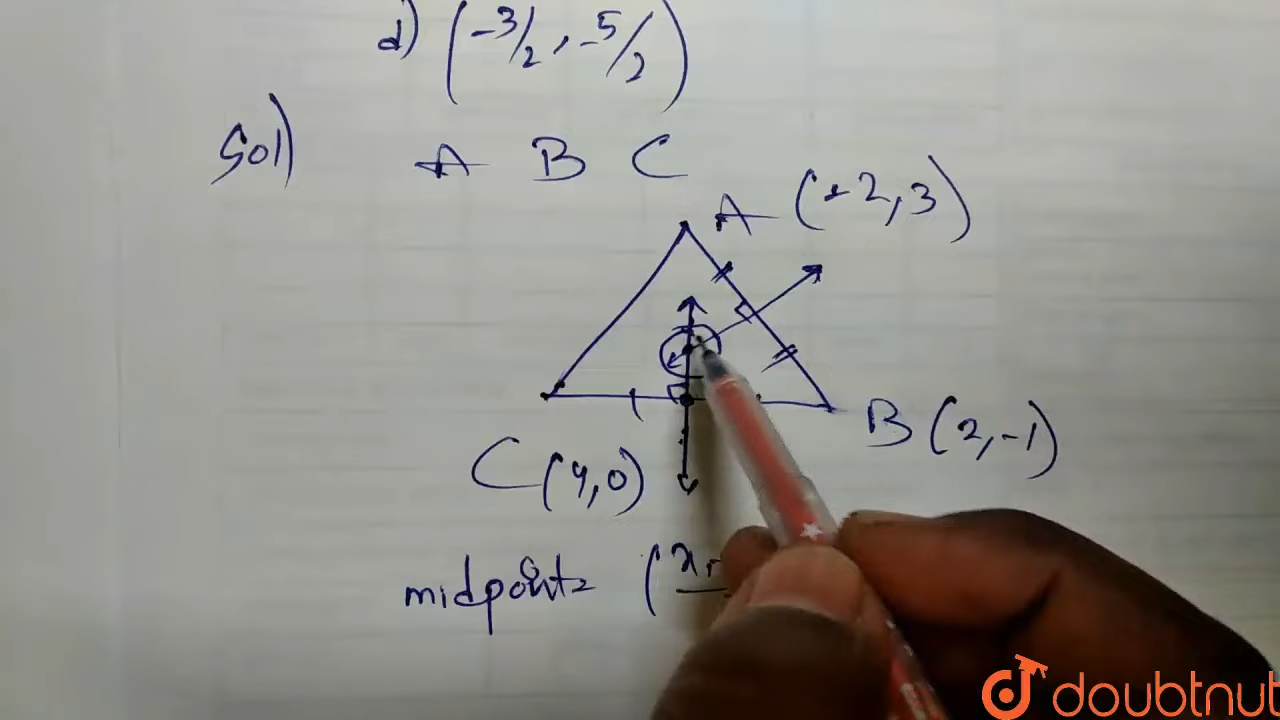 d) (-3/2, -5/2)
Sol) A B C
A (-2,3)
B (2,-1)
C (4,0)
midpoint=
doubtnut